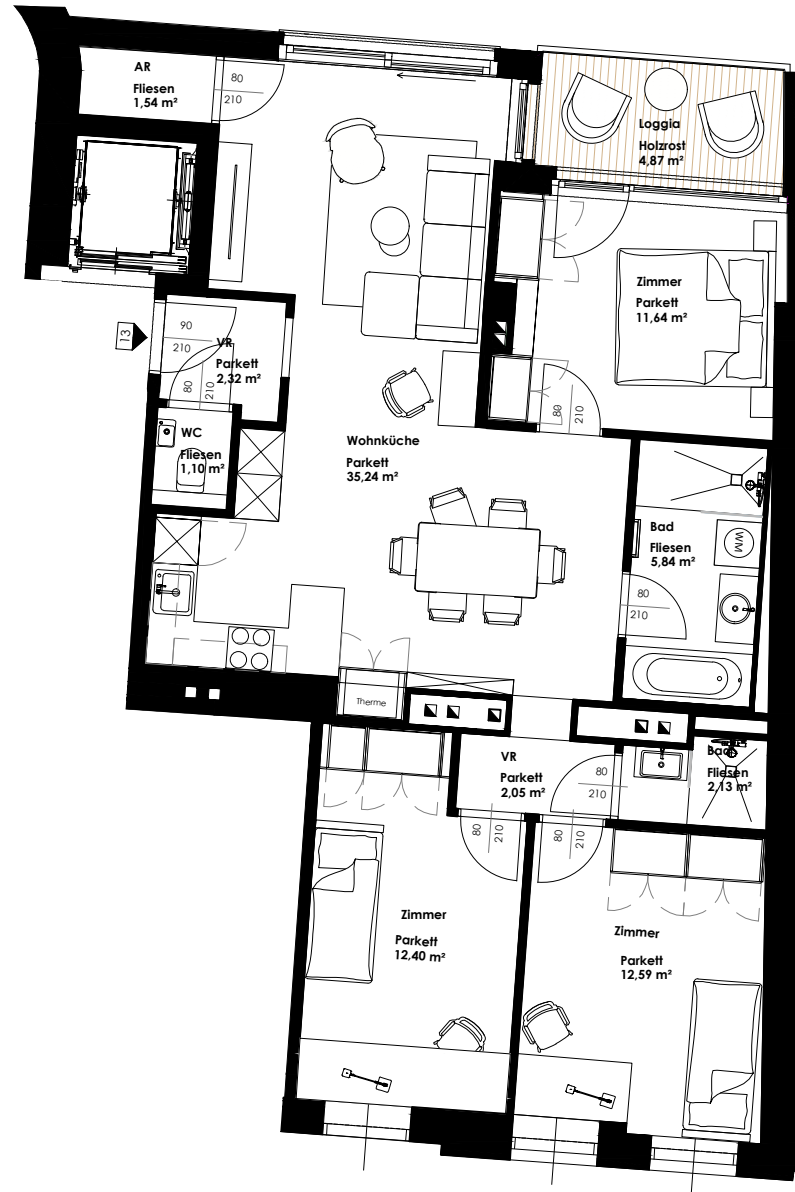 AR
Fliesen
1,54 m²
80
210
Loggia
Holzrost
4,87 m²
Zimmer
Parkett
11,64 m²
13
90
210
VR
Parkett
2,32 m²
80
210
80
210
WC
Fliesen
1,10 m²
Wohnküche
Parkett
35,24 m²
Bad
Fliesen
5,84 m²
WM
80
210
Therme
VR
Parkett
2,05 m²
80
210
Bad
Fliesen
2,13 m²
80
210
80
210
Zimmer
Parkett
12,40 m²
Zimmer
Parkett
12,59 m²